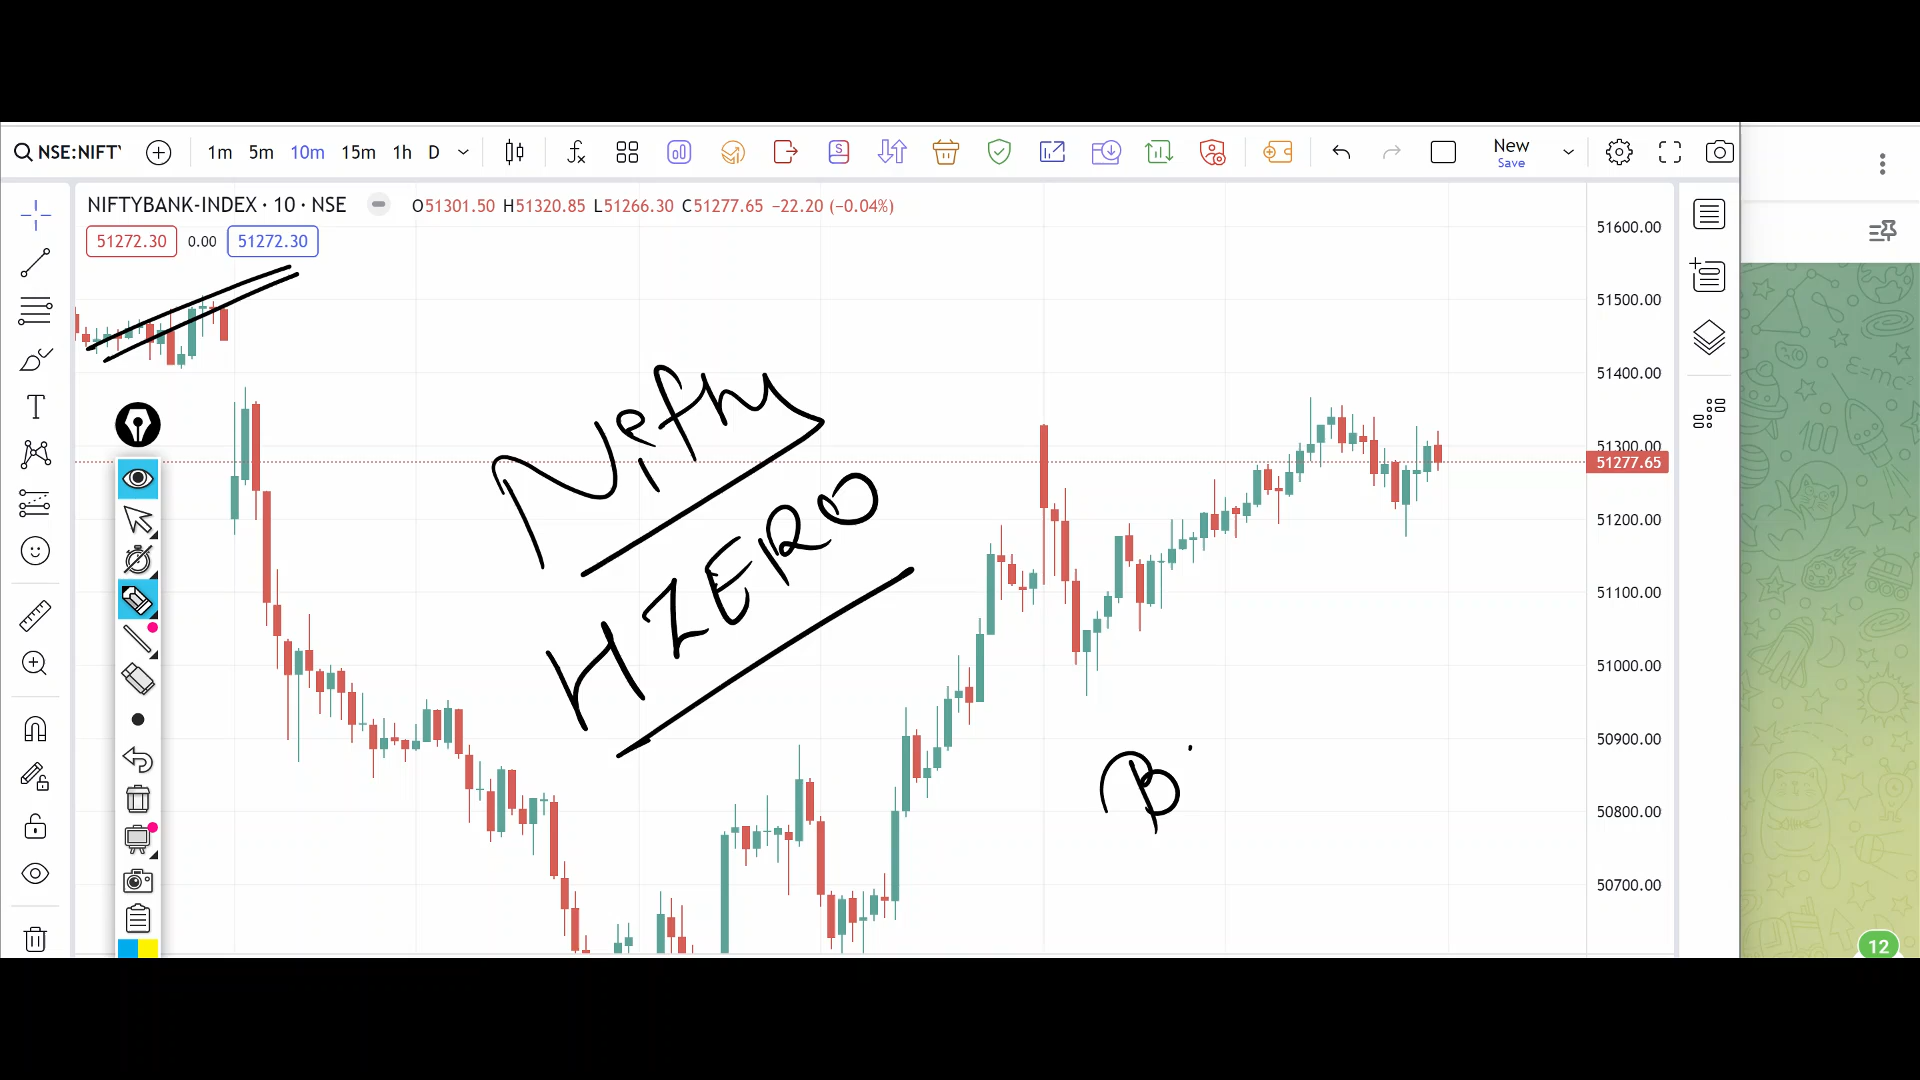 NSE:NIFTY
1m 5m 10m 15m 1h D
New
Save
NIFTYBANK-INDEX · 10 · NSE
O51301.50 H51320.85 L51266.30 C51277.65 −22.20 (−0.04%)
51272.30 0.00 51272.30
51600.00
51500.00
51400.00
51300.00
51277.65
51200.00
51100.00
51000.00
50900.00
50800.00
50700.00
Nifty
HZERO
B
12